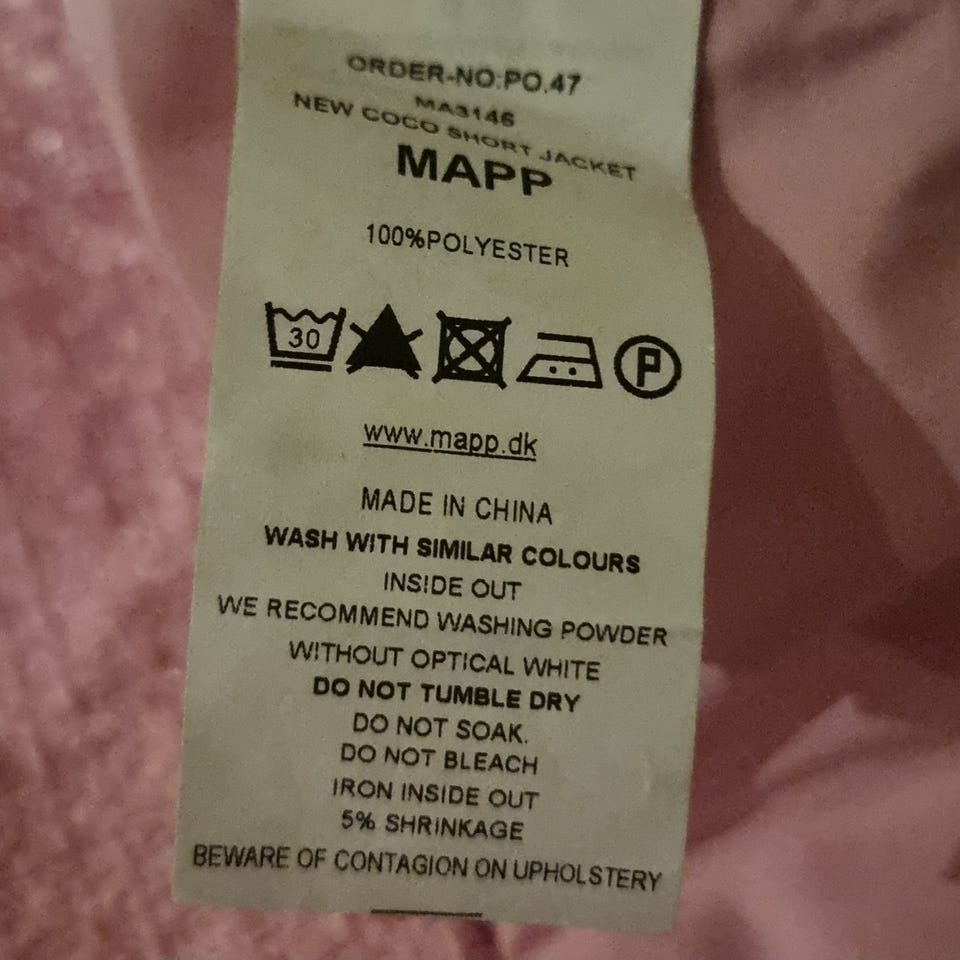 ORDER-NO:PO.47
MA3146
NEW COCO SHORT JACKET
MAPP
100%POLYESTER
30 P
www.mapp.dk
MADE IN CHINA
WASH WITH SIMILAR COLOURS
INSIDE OUT
WE RECOMMEND WASHING POWDER
WITHOUT OPTICAL WHITE
DO NOT TUMBLE DRY
DO NOT SOAK.
DO NOT BLEACH
IRON INSIDE OUT
5% SHRINKAGE
BEWARE OF CONTAGION ON UPHOLSTERY